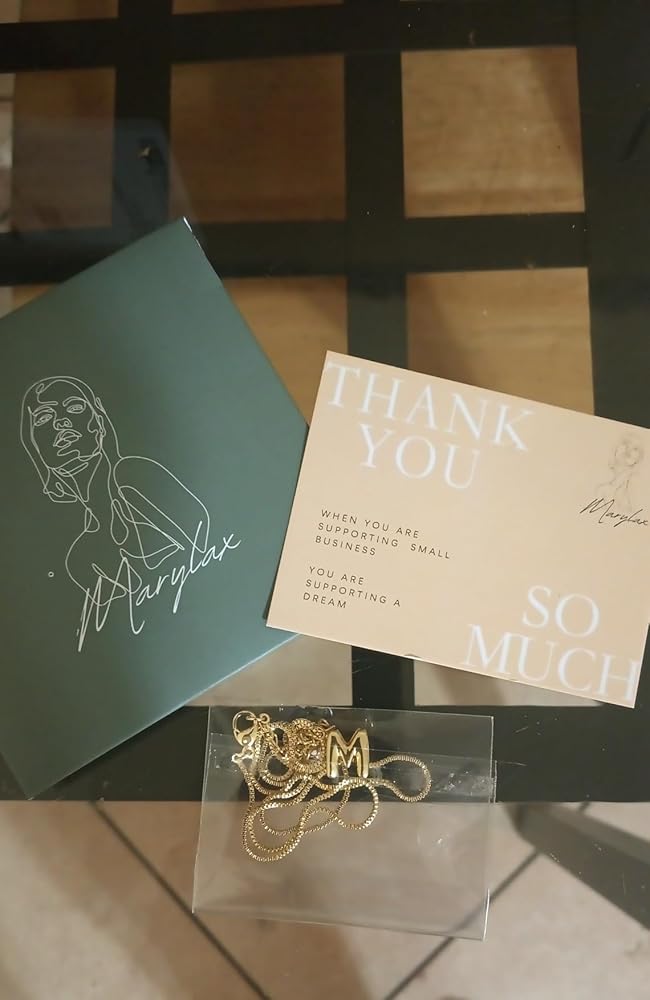 Marylax
THANK
YOU
Marylax
WHEN YOU ARE
SUPPORTING SMALL
BUSINESS
YOU ARE
SUPPORTING A
DREAM
SO
MUCH
M